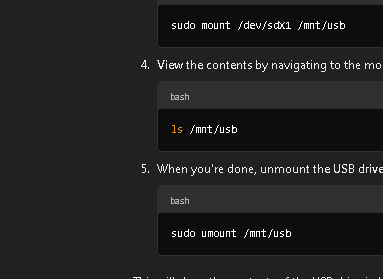 sudo mount /dev/sdX1 /mnt/usb
4. View the contents by navigating to the mo
bash
ls /mnt/usb
5. When you're done, unmount the USB drive
bash
sudo umount /mnt/usb